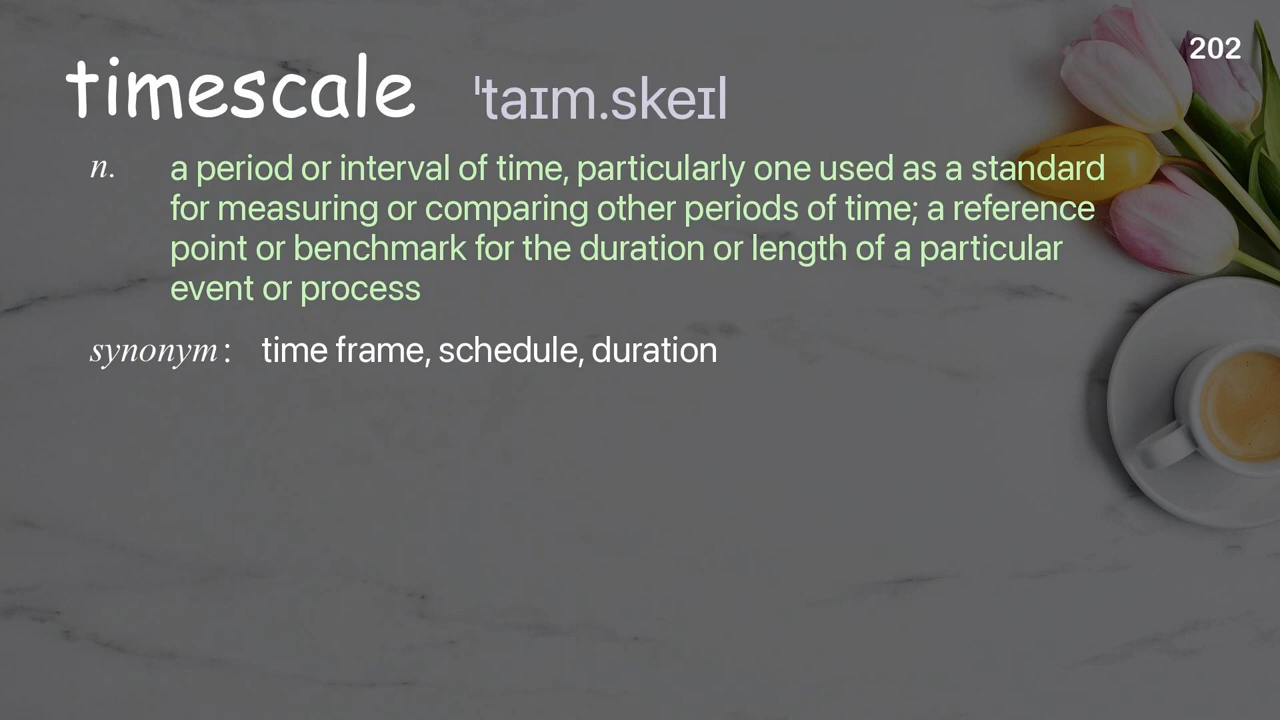 202
timescale ˈtaɪm.skeɪl
n. a period or interval of time, particularly one used as a standard
for measuring or comparing other periods of time; a reference
point or benchmark for the duration or length of a particular
event or process
synonym: time frame, schedule, duration